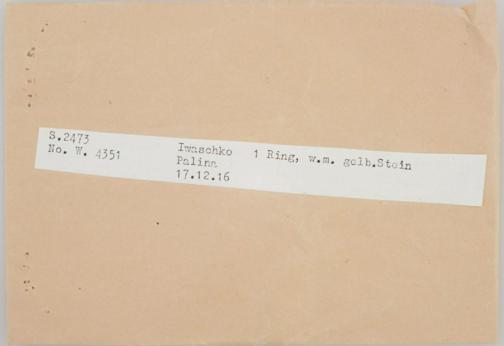 S.2473
No. W. 4351
Iwaschko 1 Ring, w.m. gelb.Stein
Palina
17.12.16